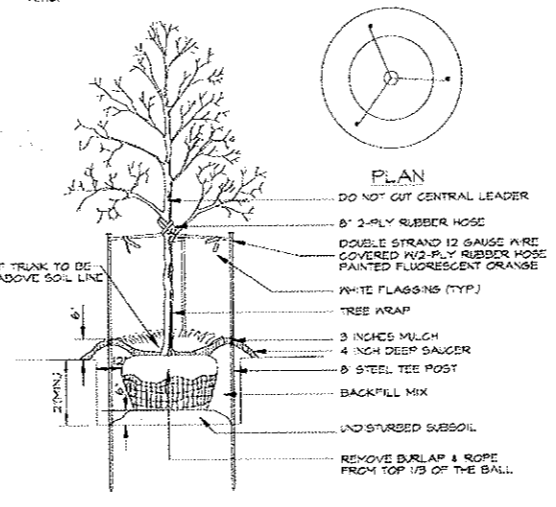 PLAN
DO NOT CUT CENTRAL LEADER
8" 2-PLY RUBBER HOSE
DOUBLE STRAND 12 GAUGE WIRE
COVERED W/2-PLY RUBBER HOSE
PAINTED FLUORESCENT ORANGE
TRUNK TO BE
ABOVE SOIL LINE
WHITE FLAGGING (TYP.)
TREE WRAP
6"
3 INCHES MULCH
4 INCH DEEP SAUCER
8' STEEL TEE POST
12"
2' (MIN.)
6"
BACKFILL MIX
UNDISTURBED SUBSOIL
REMOVE BURLAP & ROPE
FROM TOP 1/3 OF THE BALL